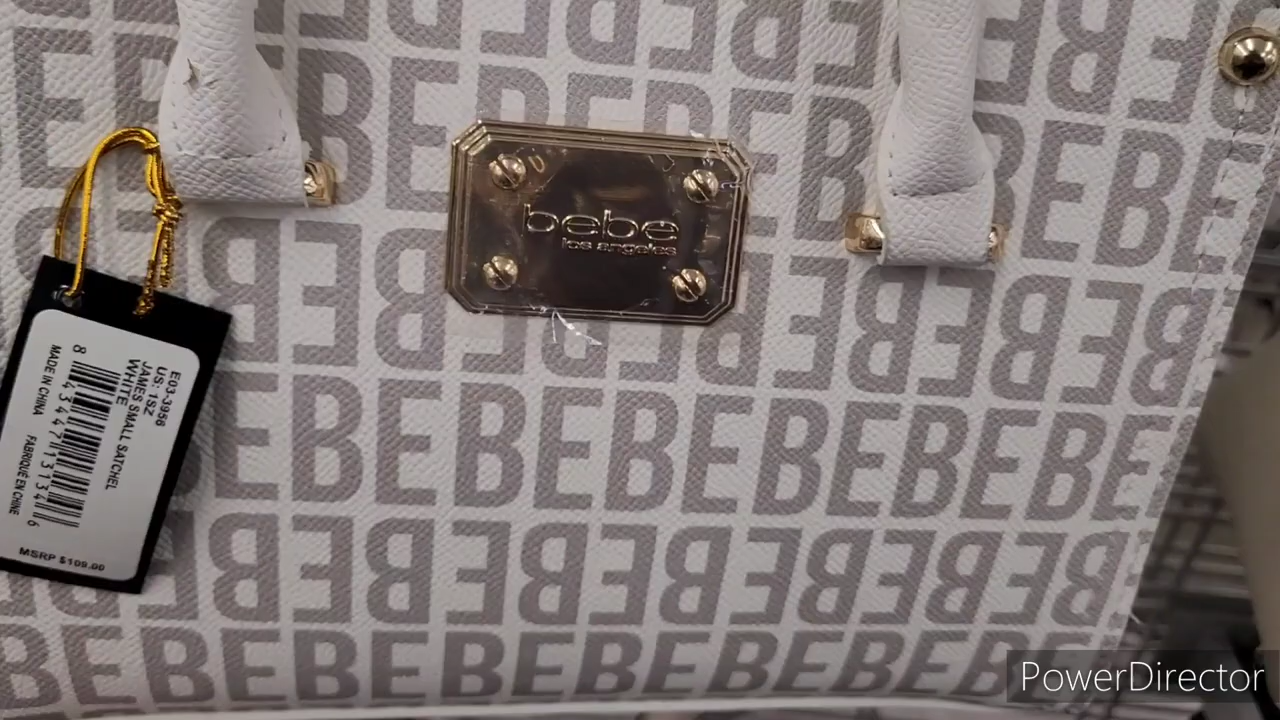 bebe
los angeles
E03-3956
US: 1SZ
JAMES SMALL SATCHEL
WHITE
8 43447 13134 6
MADE IN CHINA FABRIQUE EN CHINE
MSRP $109.00
BEBEBEBEBEBEBE
PowerDirector